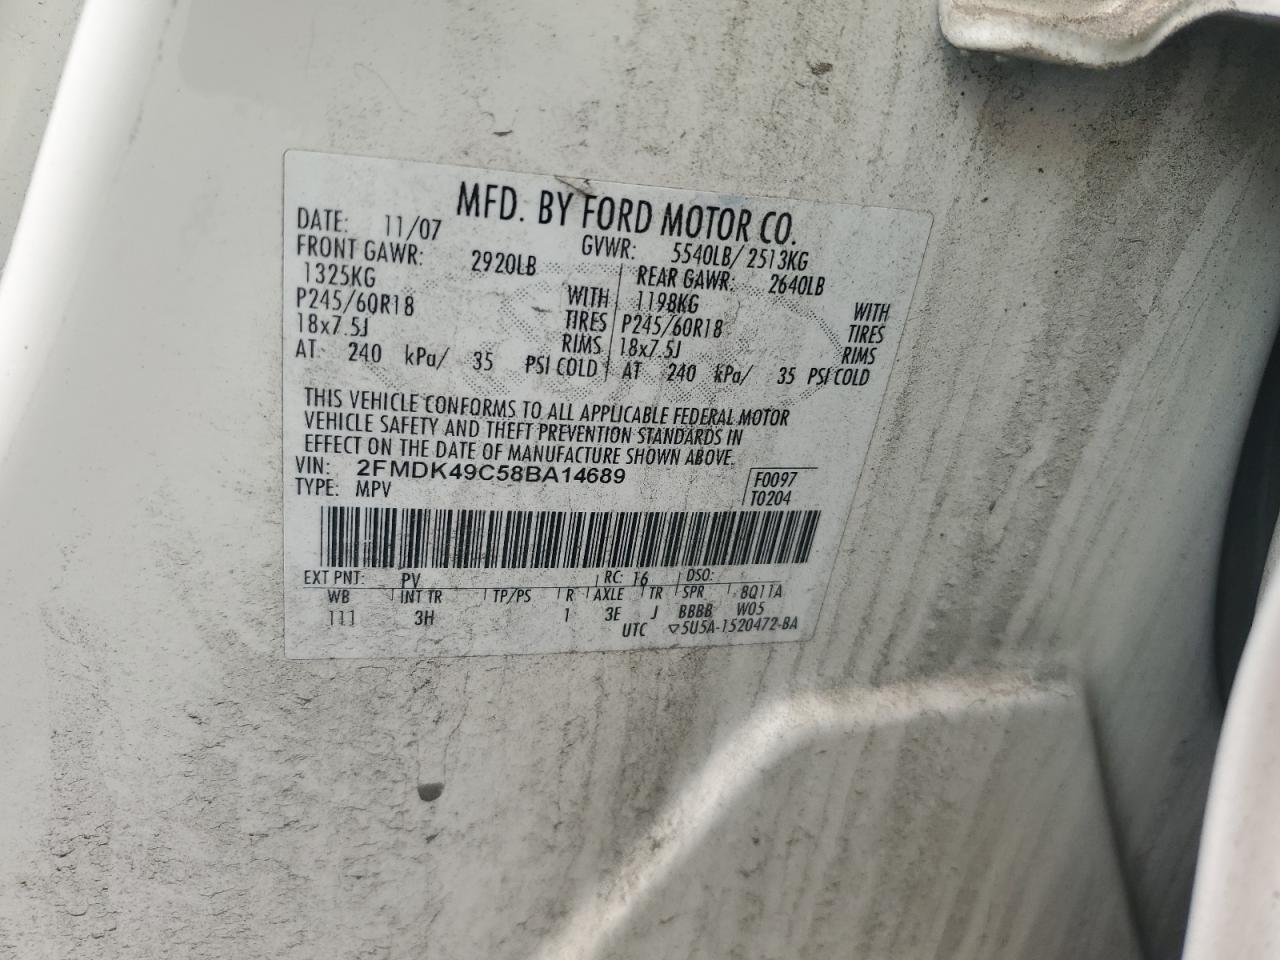 MFD. BY FORD MOTOR CO.
DATE: 11/07 GVWR: 5540LB/ 2513KG
FRONT GAWR: 2920LB REAR GAWR: 2640LB
1325KG WITH 1198KG WITH
P245/60R18 TIRES P245/60R18 TIRES
18x7.5J RIMS 18x7.5J RIMS
AT 240 kPa/ 35 PSI COLD AT 240 kPa/ 35 PSI COLD
THIS VEHICLE CONFORMS TO ALL APPLICABLE FEDERAL MOTOR
VEHICLE SAFETY AND THEFT PREVENTION STANDARDS IN
EFFECT ON THE DATE OF MANUFACTURE SHOWN ABOVE.
VIN: 2FMDK49C58BA14689 F0097
TYPE: MPV T0204
EXT PNT: PV RC: 16 DSO:
WB INT TR TP/PS R AXLE TR SPR 8Q11A
111 3H 1 3E J BBBB W05
UTC ▽5U5A-1520472-BA